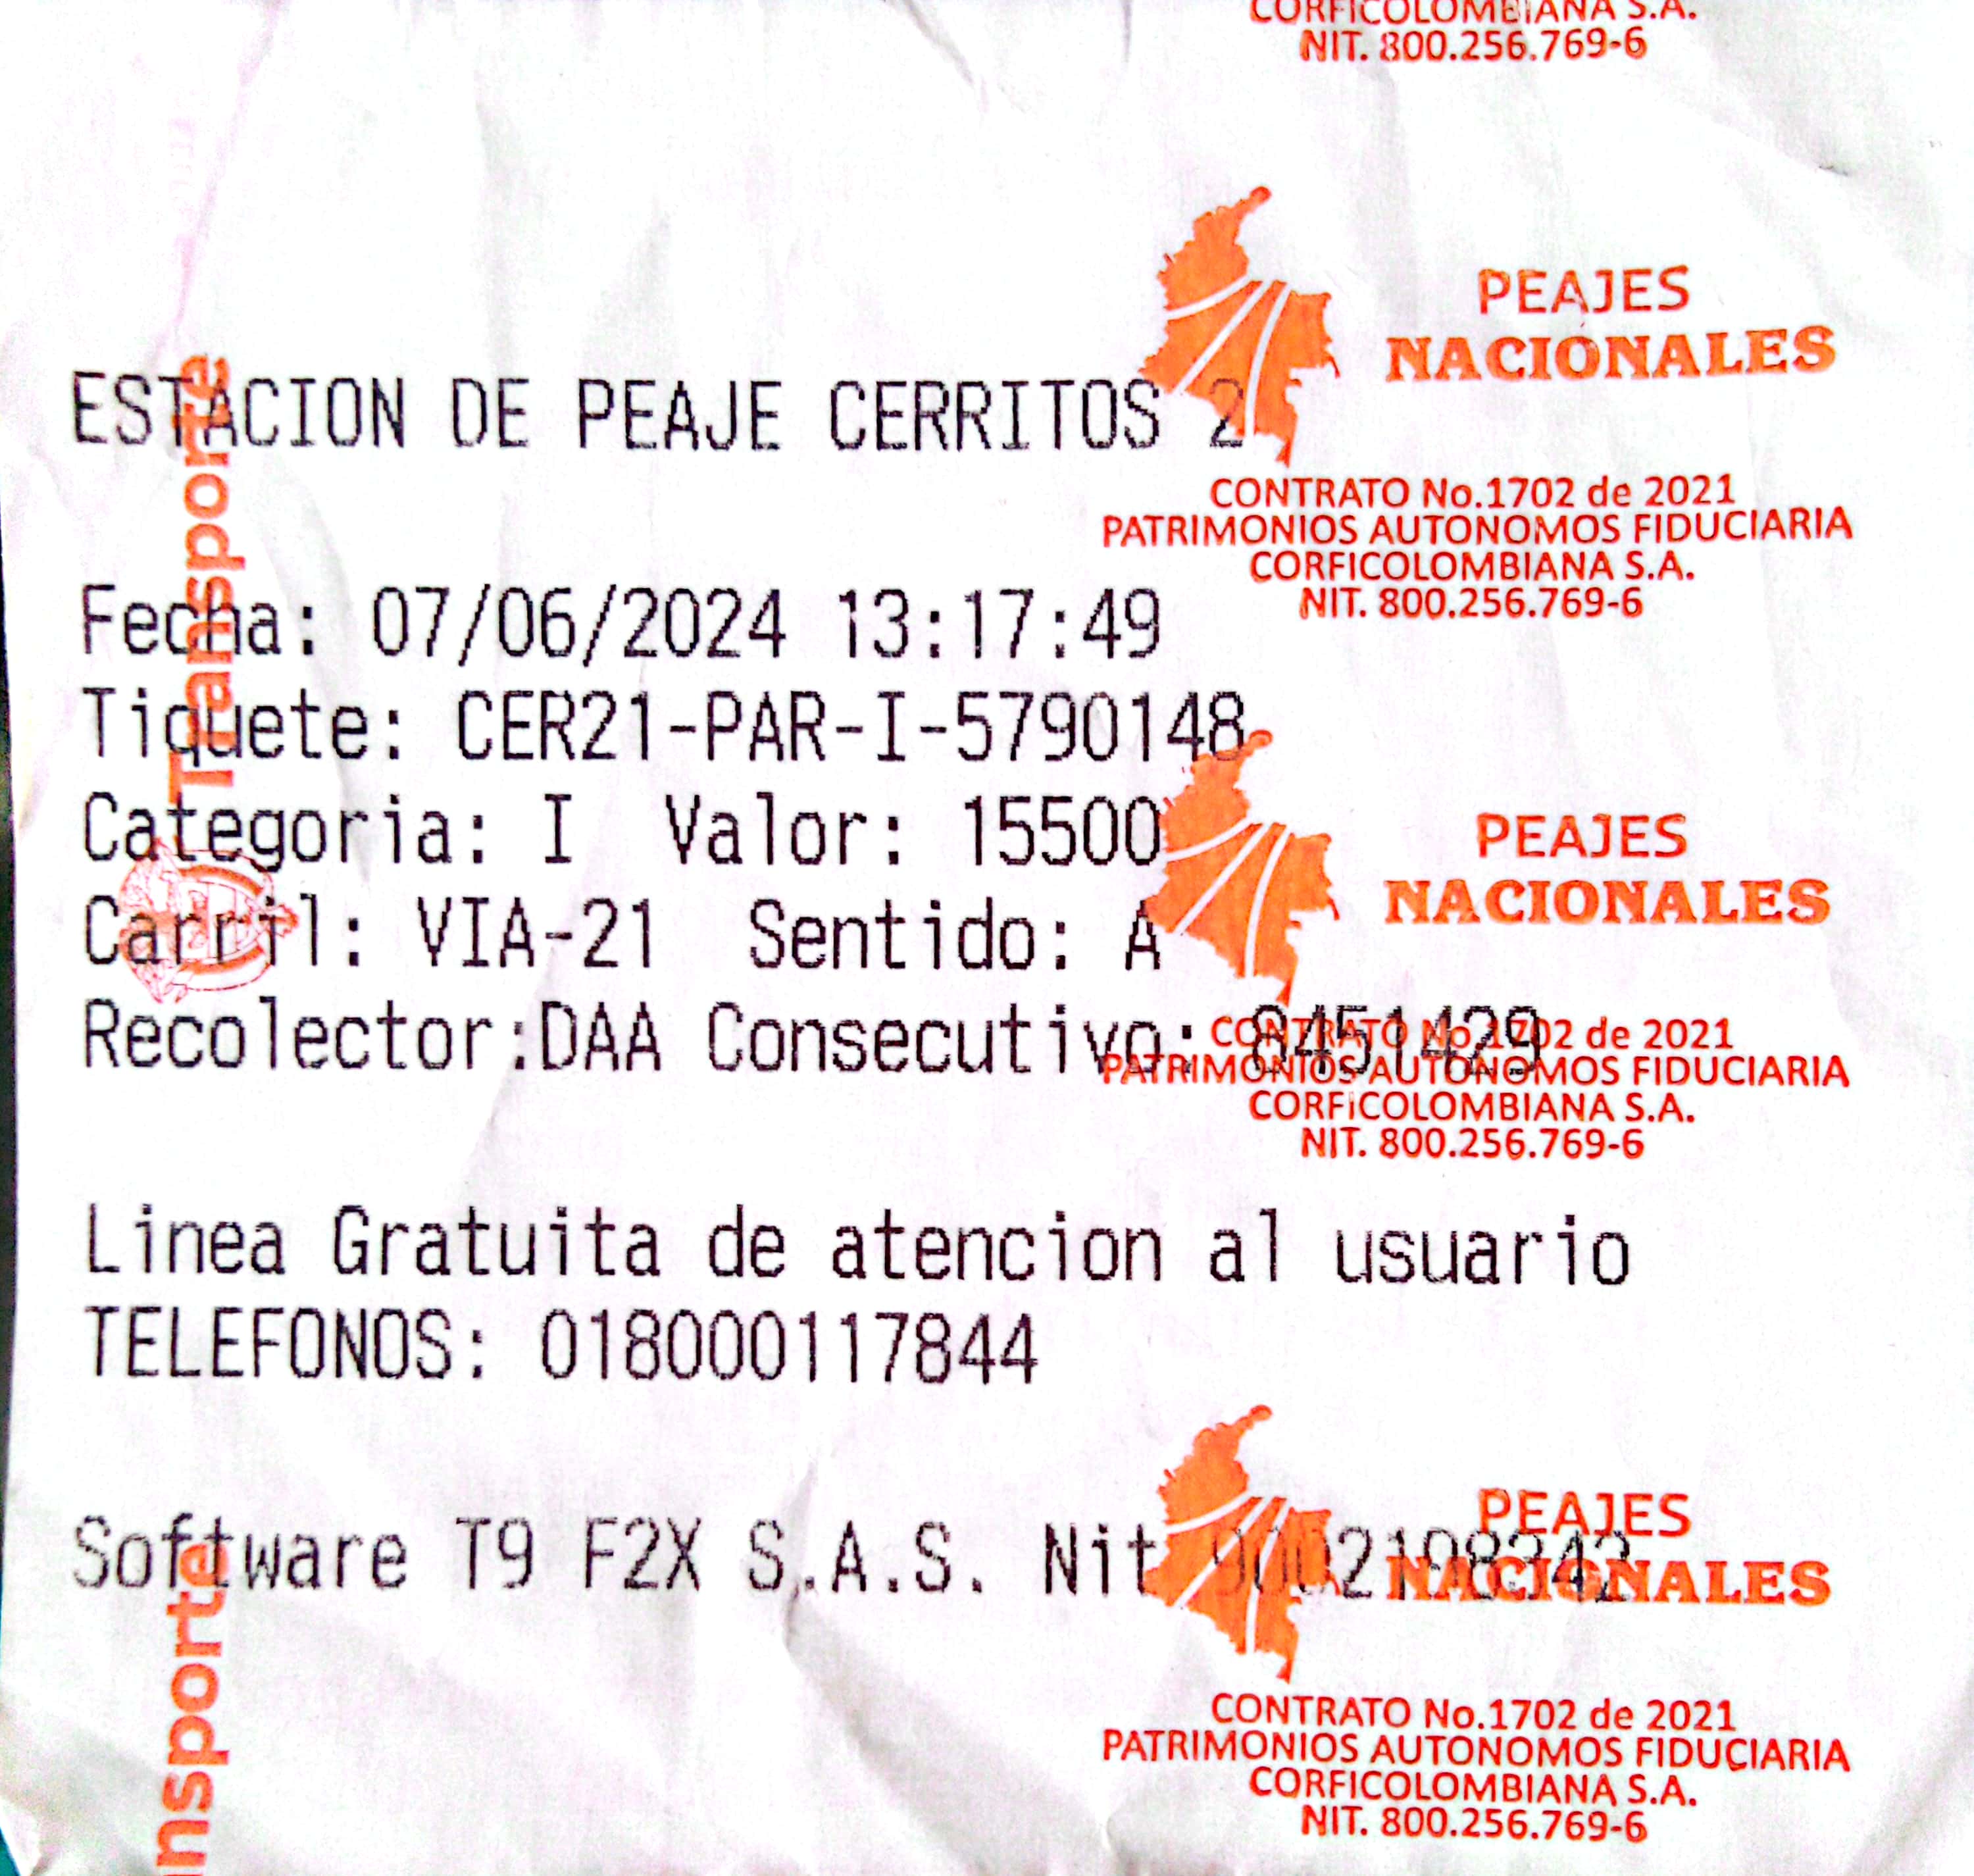 CORFICOLOMBIANA S.A.
NIT. 800.256.769-6
PEAJES
NACIONALES
ESTACION DE PEAJE CERRITOS 2
CONTRATO No.1702 de 2021
PATRIMONIOS AUTONOMOS FIDUCIARIA
CORFICOLOMBIANA S.A.
NIT. 800.256.769-6
Transporte
Fecha: 07/06/2024 13:17:49
Tiquete: CER21-PAR-I-5790148
Categoria: I Valor: 15500
PEAJES
NACIONALES
Carril: VIA-21 Sentido: A
Recolector:DAA Consecutivo: 8451429
CONTRATO No.1702 de 2021
PATRIMONIOS AUTONOMOS FIDUCIARIA
CORFICOLOMBIANA S.A.
NIT. 800.256.769-6
Linea Gratuita de atencion al usuario
TELEFONOS: 018000117844
PEAJES
NACIONALES
Software T9 F2X S.A.S. Nit 9002198342
nsporte
CONTRATO No.1702 de 2021
PATRIMONIOS AUTONOMOS FIDUCIARIA
CORFICOLOMBIANA S.A.
NIT. 800.256.769-6